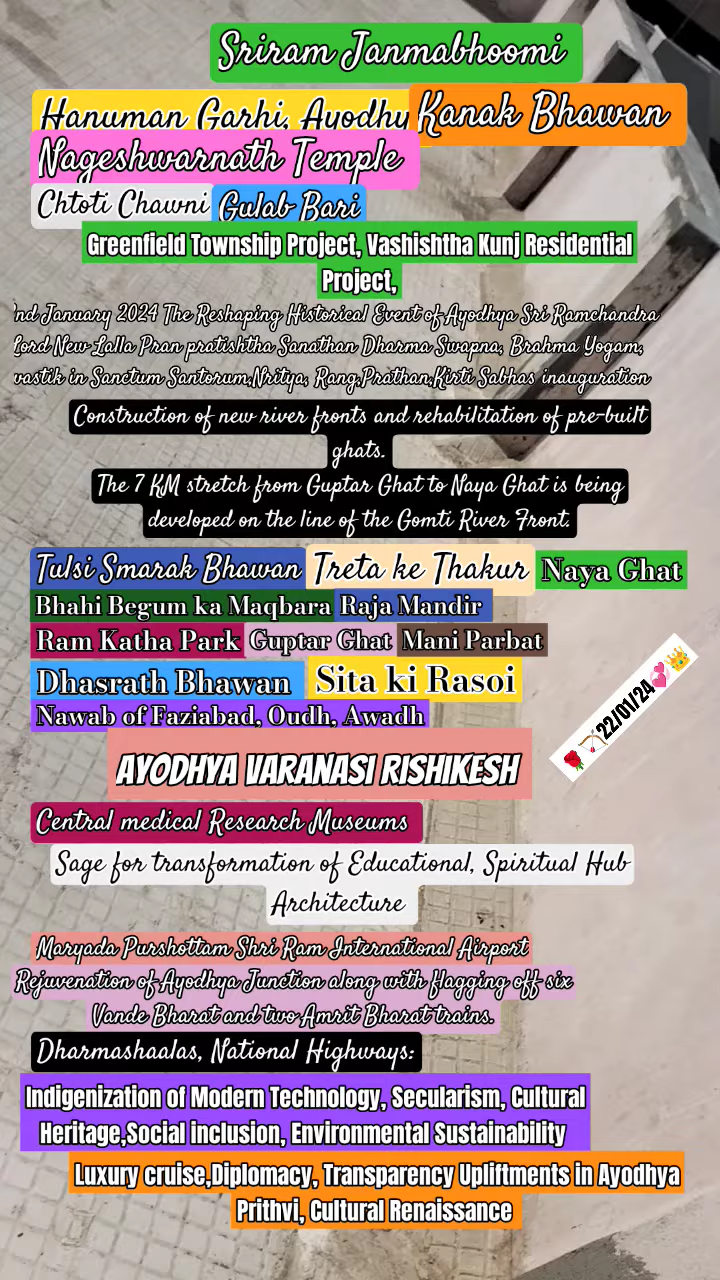 Sriram Janmabhoomi
Hanuman Garhi, Ayodhy
Kanak Bhawan
Nageshwarnath Temple
Chtoti Chawni Gulab Bari
Greenfield Township Project, Vashishtha Kunj Residential
Project,
nd January 2024 The Reshaping Historical Event of Ayodhya Sri Ramchandra
Lord New Lalla Pran pratishtha Sanathan Dharma Swapna, Brahma Yogam,
vastik in Sanctum Santorum,Nritya, Rang,Prathan,Kirti Sabhas inauguration
Construction of new river fronts and rehabilitation of pre-built
ghats.
The 7 KM stretch from Guptar Ghat to Naya Ghat is being
developed on the line of the Gomti River Front.
Tulsi Smarak Bhawan Treta ke Thakur Naya Ghat
Bhahi Begum ka Maqbara Raja Mandir
Ram Katha Park Guptar Ghat Mani Parbat
Dhasrath Bhawan Sita ki Rasoi
Nawab of Faziabad, Oudh, Awadh
🌹🏹22/01/24💞👑
AYODHYA VARANASI RISHIKESH
Central medical Research Museums
Sage for transformation of Educational, Spiritual Hub
Architecture
Maryada Purshottam Shri Ram International Airport
Rejuvenation of Ayodhya Junction along with flagging off six
Vande Bharat and two Amrit Bharat trains.
Dharmashaalas, National Highways:
Indigenization of Modern Technology, Secularism, Cultural
Heritage,Social inclusion, Environmental Sustainability
Luxury cruise,Diplomacy, Transparency Upliftments in Ayodhya
Prithvi, Cultural Renaissance